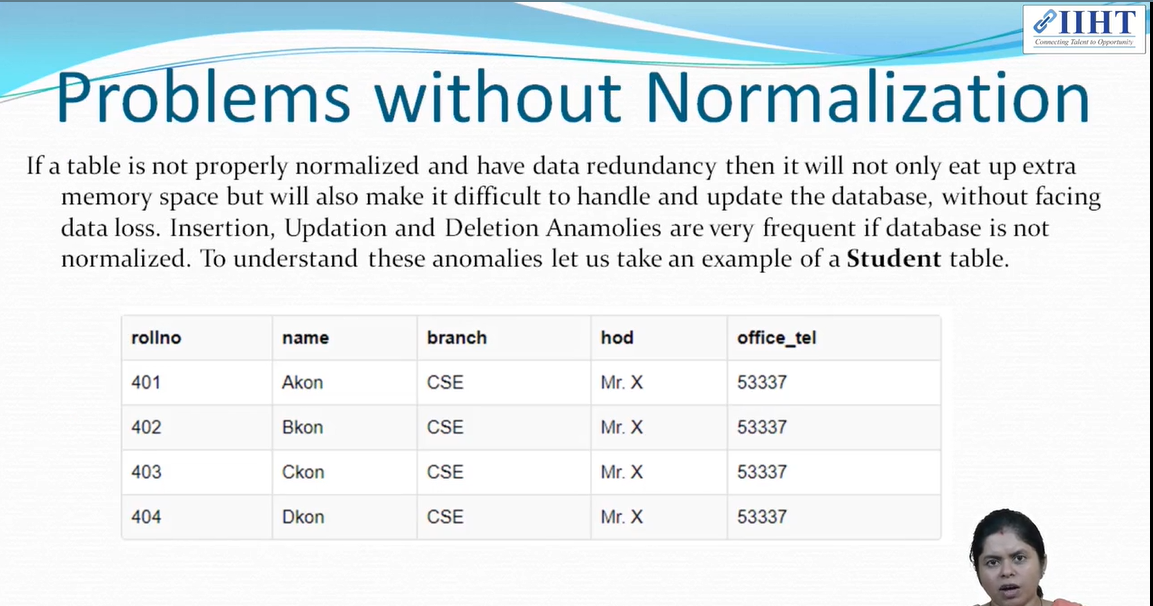 IIHT
Connecting Talent to Opportunity
Problems without Normalization
If a table is not properly normalized and have data redundancy then it will not only eat up extra
memory space but will also make it difficult to handle and update the database, without facing
data loss. Insertion, Updation and Deletion Anamolies are very frequent if database is not
normalized. To understand these anomalies let us take an example of a Student table.
rollno name branch hod office_tel
401 Akon CSE Mr. X 53337
402 Bkon CSE Mr. X 53337
403 Ckon CSE Mr. X 53337
404 Dkon CSE Mr. X 53337